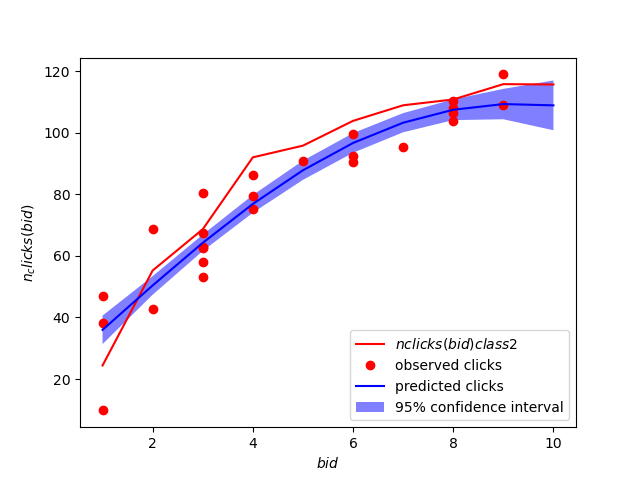 120
100
80
60
40
20
n_clicks(bid)
2
4
6
8
10
bid
nclicks(bid)class2
observed clicks
predicted clicks
95% confidence interval